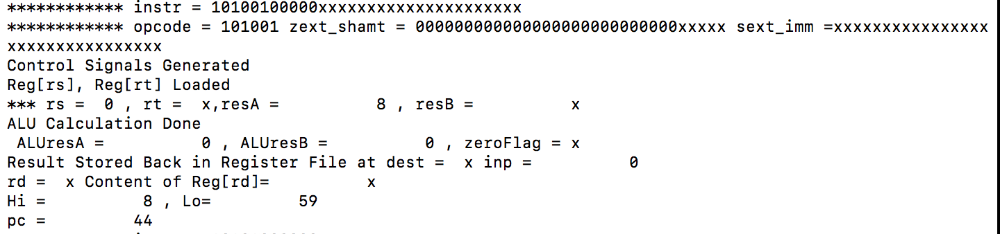 ************ instr = 10100100000xxxxxxxxxxxxxxxxxxxxx
************ opcode = 101001 zext_shamt = 000000000000000000000000000xxxxx sext_imm =xxxxxxxxxxxxxxxx
xxxxxxxxxxxxxxxx
Control Signals Generated
Reg[rs], Reg[rt] Loaded
*** rs =  0 , rt =  x,resA =          8 , resB =          x
ALU Calculation Done
 ALUresA =          0 , ALUresB =          0 , zeroFlag = x
Result Stored Back in Register File at dest =  x inp =          0
rd =  x Content of Reg[rd]=          x
Hi =          8 , Lo=         59
pc =         44